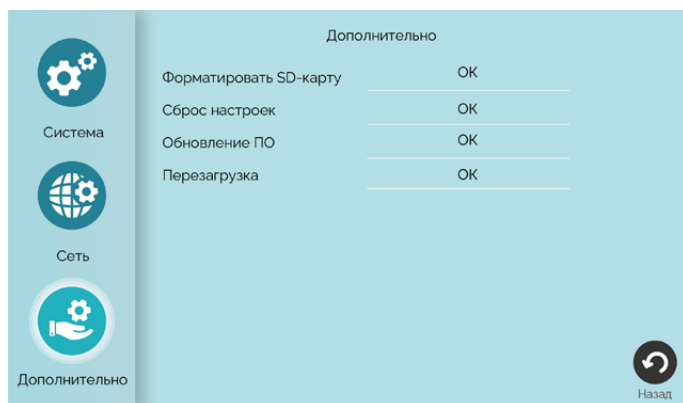 Дополнительно
Форматировать SD-карту OK
Сброс настроек OK
Обновление ПО OK
Перезагрузка OK
Система
Сеть
Дополнительно
Назад